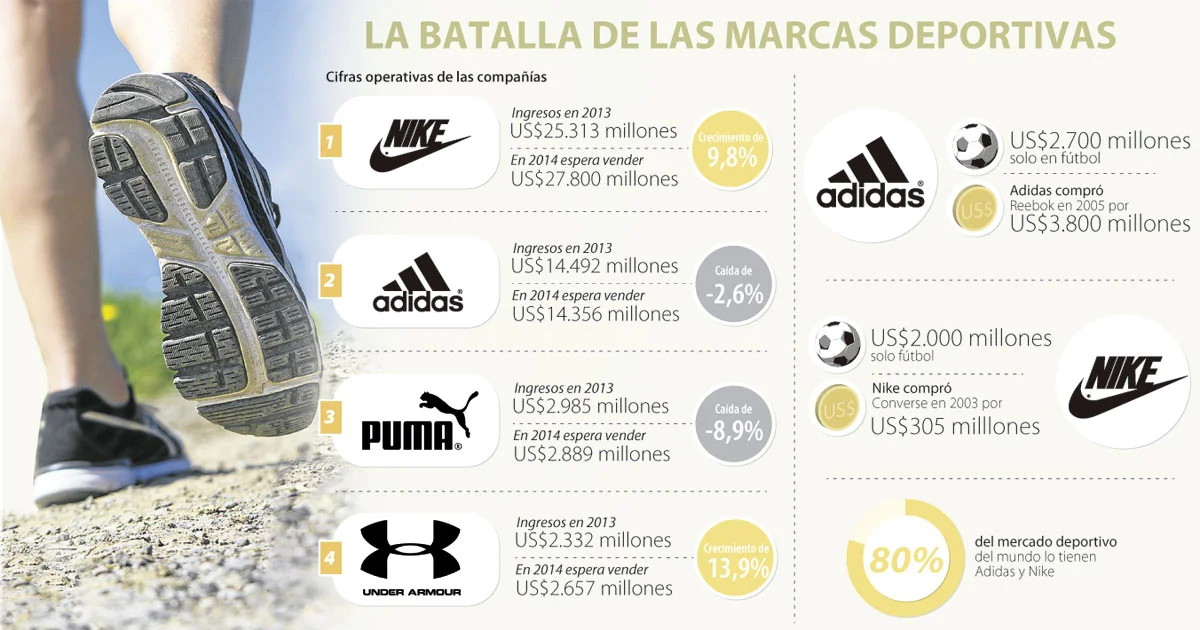 LA BATALLA DE LAS MARCAS DEPORTIVAS
Cifras operativas de las compañías
1
NIKE
Ingresos en 2013
US$25.313 millones
En 2014 espera vender
US$27.800 millones
Crecimiento de
9,8%
2
adidas®
Ingresos en 2013
US$14.492 millones
En 2014 espera vender
US$14.356 millones
Caída de
-2,6%
3
PUMA®
Ingresos en 2013
US$2.985 millones
En 2014 espera vender
US$2.889 millones
Caída de
-8,9%
4
UNDER ARMOUR
Ingresos en 2013
US$2.332 millones
En 2014 espera vender
US$2.657 millones
Crecimiento de
13,9%
adidas®
US$2.700 millones
solo en fútbol
US$
Adidas compró
Reebok en 2005 por
US$3.800 millones
US$2.000 millones
solo fútbol
US$
Nike compró
Converse en 2003 por
US$305 milllones
NIKE
80%
del mercado deportivo
del mundo lo tienen
Adidas y Nike